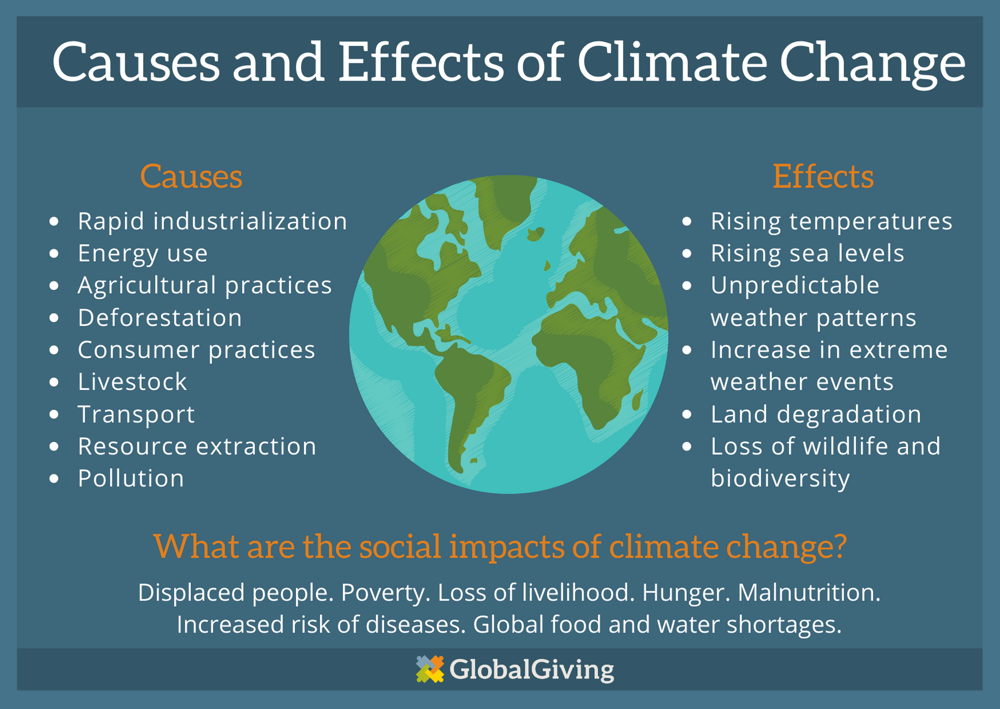 Causes and Effects of Climate Change
Causes
• Rapid industrialization
• Energy use
• Agricultural practices
• Deforestation
• Consumer practices
• Livestock
• Transport
• Resource extraction
• Pollution
Effects
• Rising temperatures
• Rising sea levels
• Unpredictable
weather patterns
• Increase in extreme
weather events
• Land degradation
• Loss of wildlife and
biodiversity
What are the social impacts of climate change?
Displaced people. Poverty. Loss of livelihood. Hunger. Malnutrition.
Increased risk of diseases. Global food and water shortages.
GlobalGiving